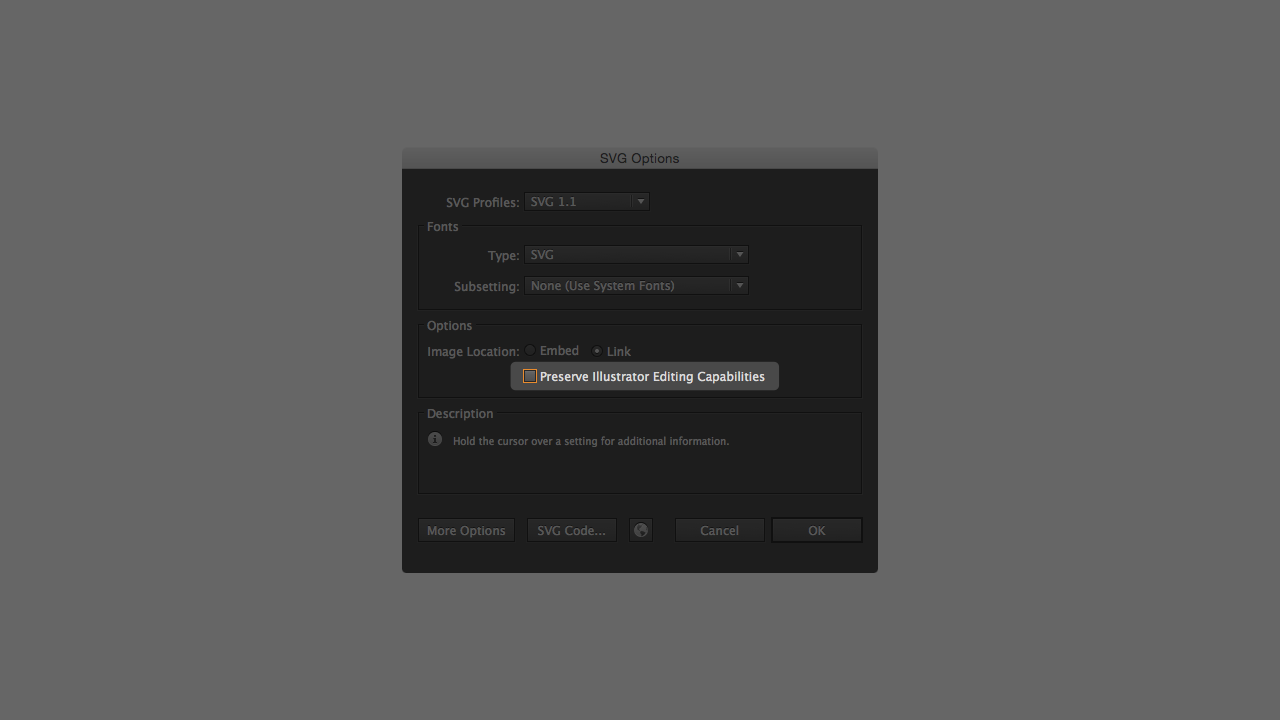 SVG Options
SVG Profiles: SVG 1.1
Fonts
Type: SVG
Subsetting: None (Use System Fonts)
Options
Image Location: Embed Link
Preserve Illustrator Editing Capabilities
Description
Hold the cursor over a setting for additional information.
More Options SVG Code... Cancel OK